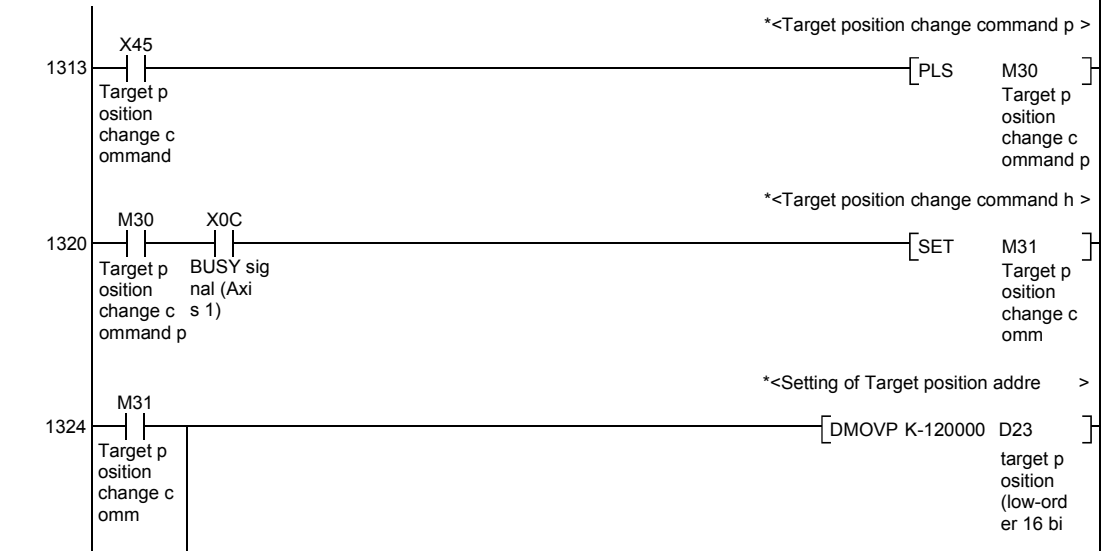 *<Target position change command p >
X45
1313
PLS M30
Target p
osition
change c
ommand
Target p
osition
change c
ommand p
*<Target position change command h >
M30 X0C
1320
SET M31
Target p
osition
change c
ommand p
BUSY sig
nal (Axi
s 1)
Target p
osition
change c
omm
*<Setting of Target position addre >
M31
1324
DMOVP K-120000 D23
Target p
osition
change c
omm
target p
osition
(low-ord
er 16 bi